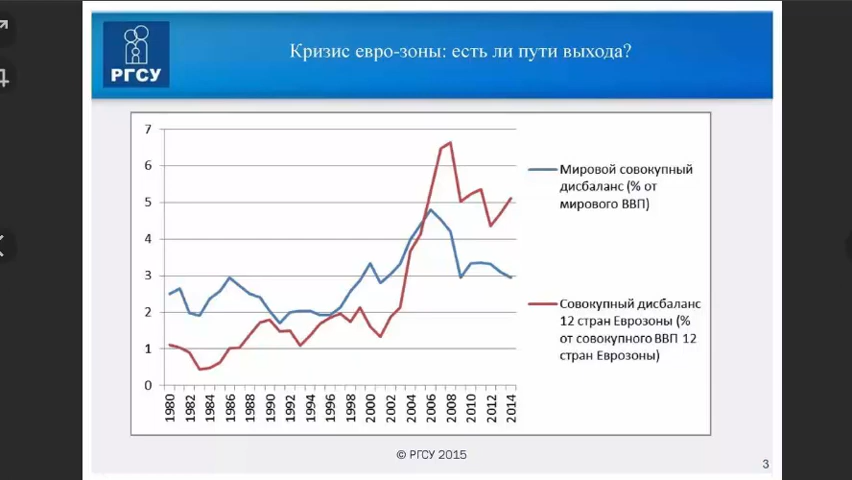 РГСУ
Кризис евро-зоны: есть ли пути выхода?
7
6
5
4
3
2
1
0
1980
1982
1984
1986
1988
1990
1992
1994
1996
1998
2000
2002
2004
2006
2008
2010
2012
2014
Мировой совокупный
дисбаланс (% от
мирового ВВП)
Совокупный дисбаланс
12 стран Еврозоны (%
от совокупного ВВП 12
стран Еврозоны)
© РГСУ 2015
3